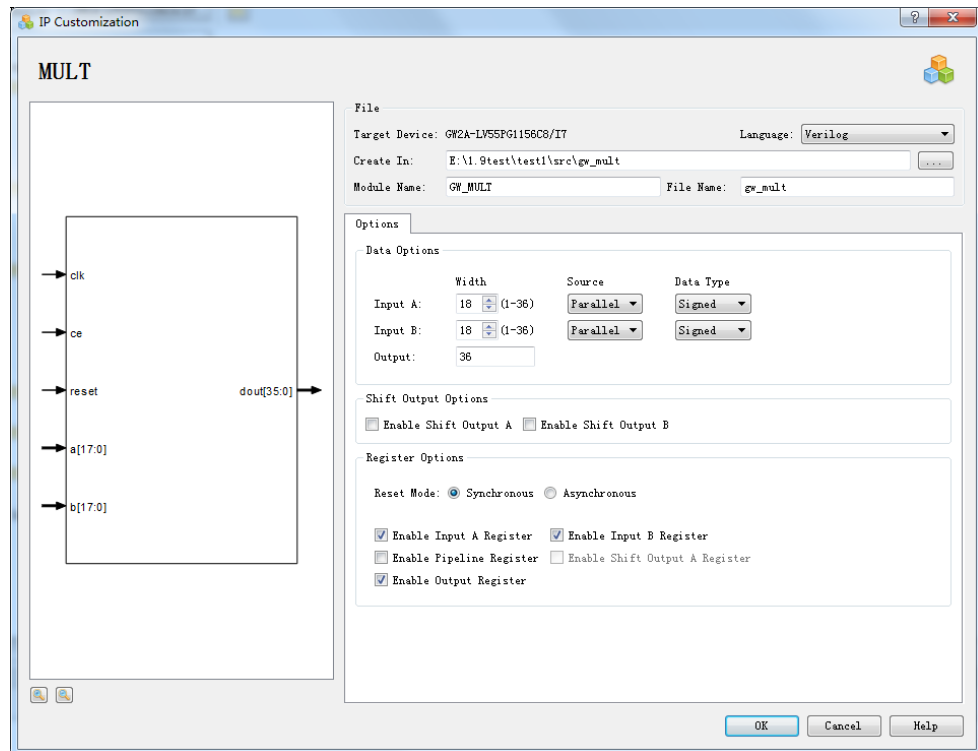 IP Customization
MULT
clk
ce
reset
a[17:0]
b[17:0]
dout[35:0]
File
Target Device: GW2A-LV55PG1156C8/I7 Language: Verilog
Create In: E:\1.9test\test1\src\gw_mult ...
Module Name: GW_MULT File Name: gw_mult
Options
Data Options
Width Source Data Type
Input A: 18 (1-36) Parallel Signed
Input B: 18 (1-36) Parallel Signed
Output: 36
Shift Output Options
Enable Shift Output A Enable Shift Output B
Register Options
Reset Mode: Synchronous Asynchronous
Enable Input A Register Enable Input B Register
Enable Pipeline Register Enable Shift Output A Register
Enable Output Register
OK Cancel Help